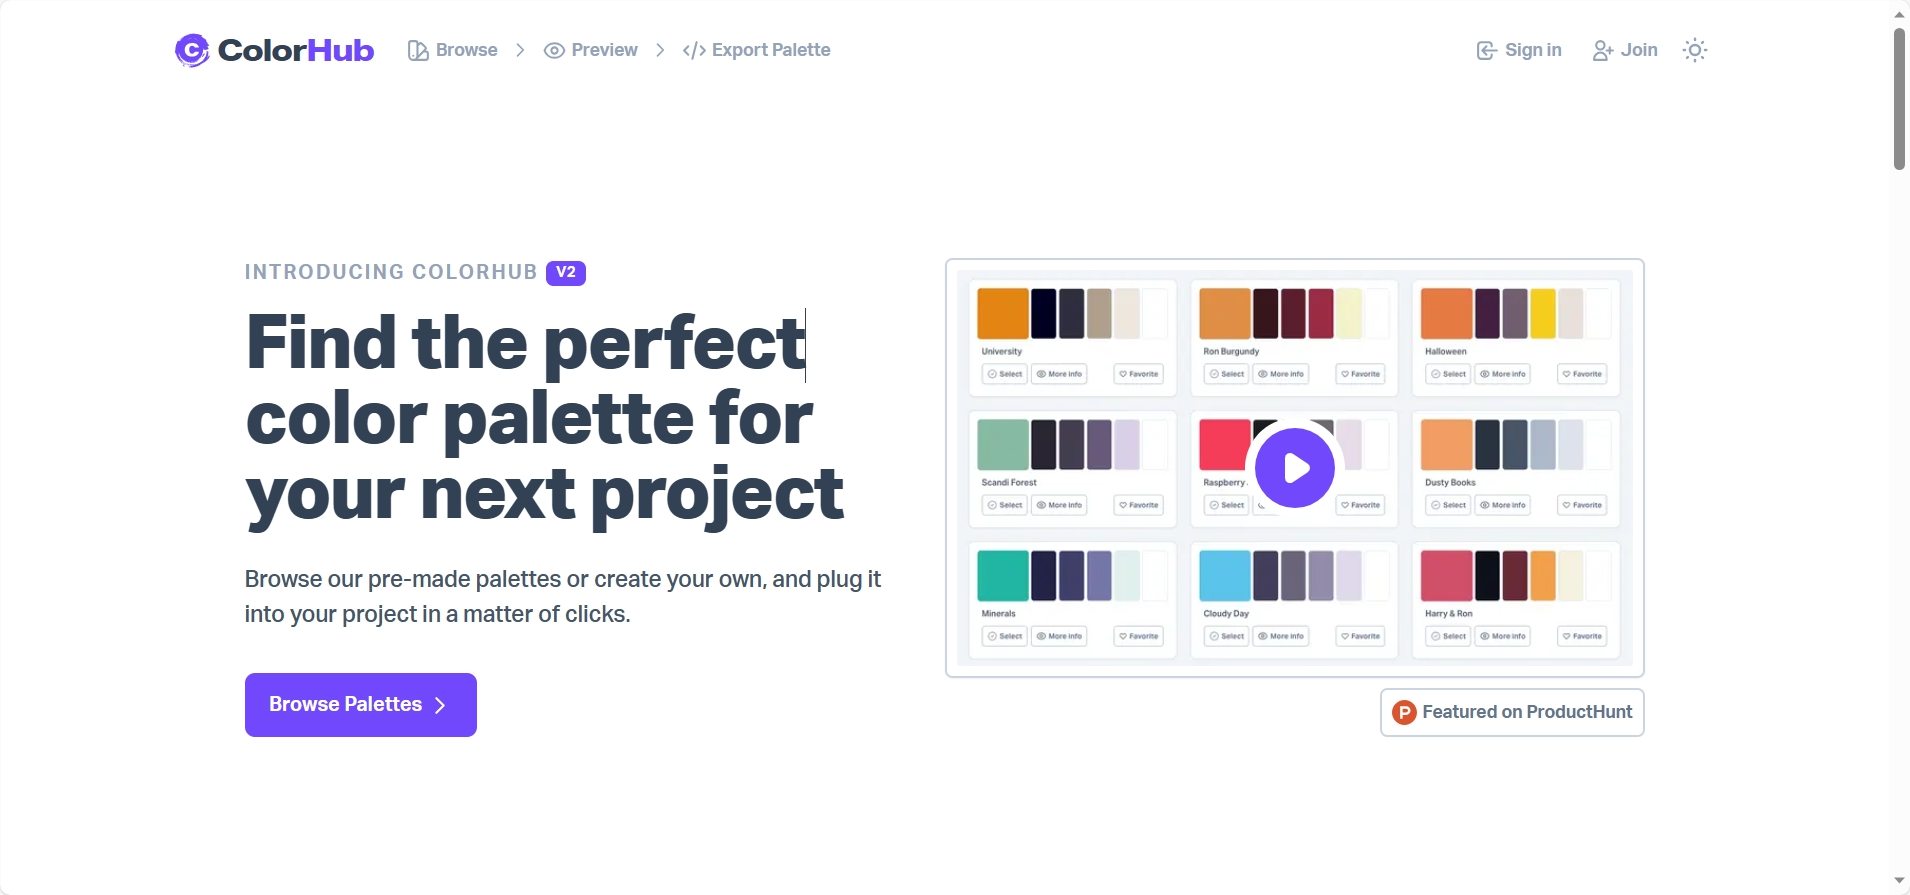 ColorHub
Browse
Preview
Export Palette
Sign in
Join
INTRODUCING COLORHUB V2
Find the perfect
color palette for
your next project
Browse our pre-made palettes or create your own, and plug it
into your project in a matter of clicks.
Browse Palettes
University
Select More info Favorite
Ron Burgundy
Select More info Favorite
Halloween
Select More info Favorite
Scandi Forest
Select More info Favorite
Raspberry
Select Favorite
Dusty Books
Select More info Favorite
Minerals
Select More info Favorite
Cloudy Day
Select More info Favorite
Harry & Ron
Select More info Favorite
Featured on ProductHunt